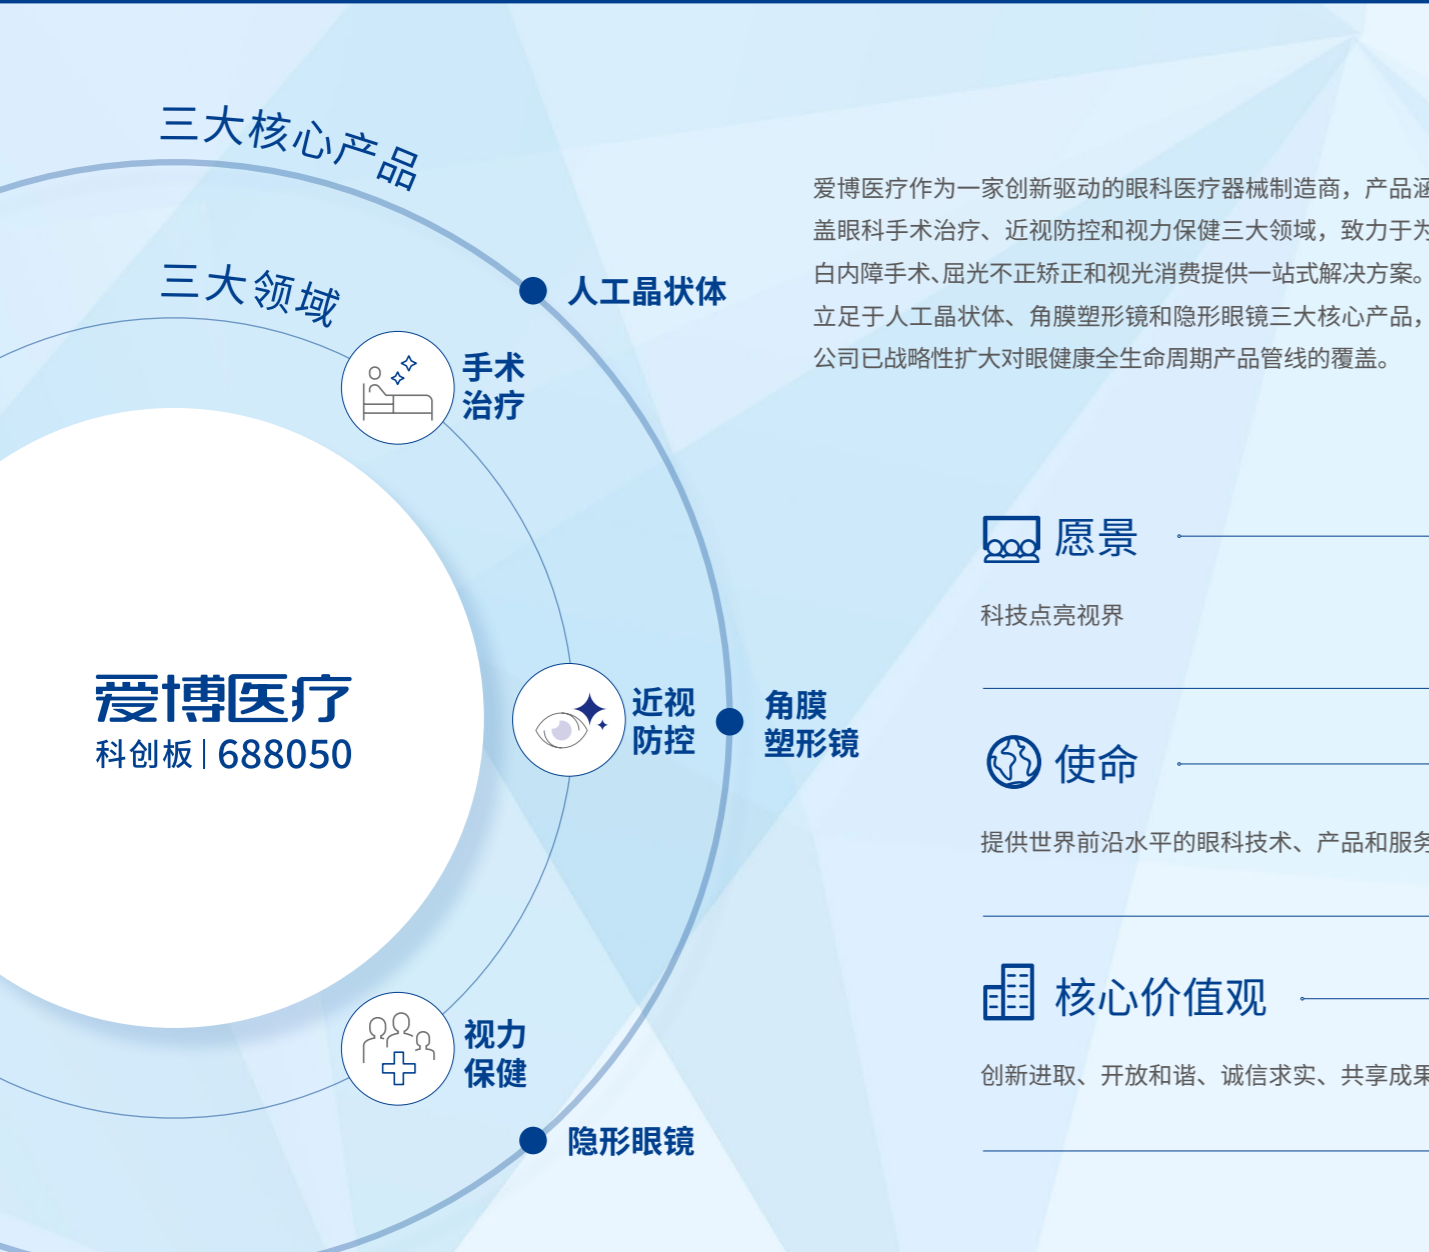 三大核心产品
三大领域
人工晶状体
手术
治疗
近视
防控
角膜
塑形镜
视力
保健
隐形眼镜
爱博医疗
科创板|688050
爱博医疗作为一家创新驱动的眼科医疗器械制造商，产品涵
盖眼科手术治疗、近视防控和视力保健三大领域，致力于为
白内障手术、屈光不正矫正和视光消费提供一站式解决方案。
立足于人工晶状体、角膜塑形镜和隐形眼镜三大核心产品，
公司已战略性扩大对眼健康全生命周期产品管线的覆盖。
愿景
科技点亮视界
使命
提供世界前沿水平的眼科技术、产品和服务
核心价值观
创新进取、开放和谐、诚信求实、共享成果